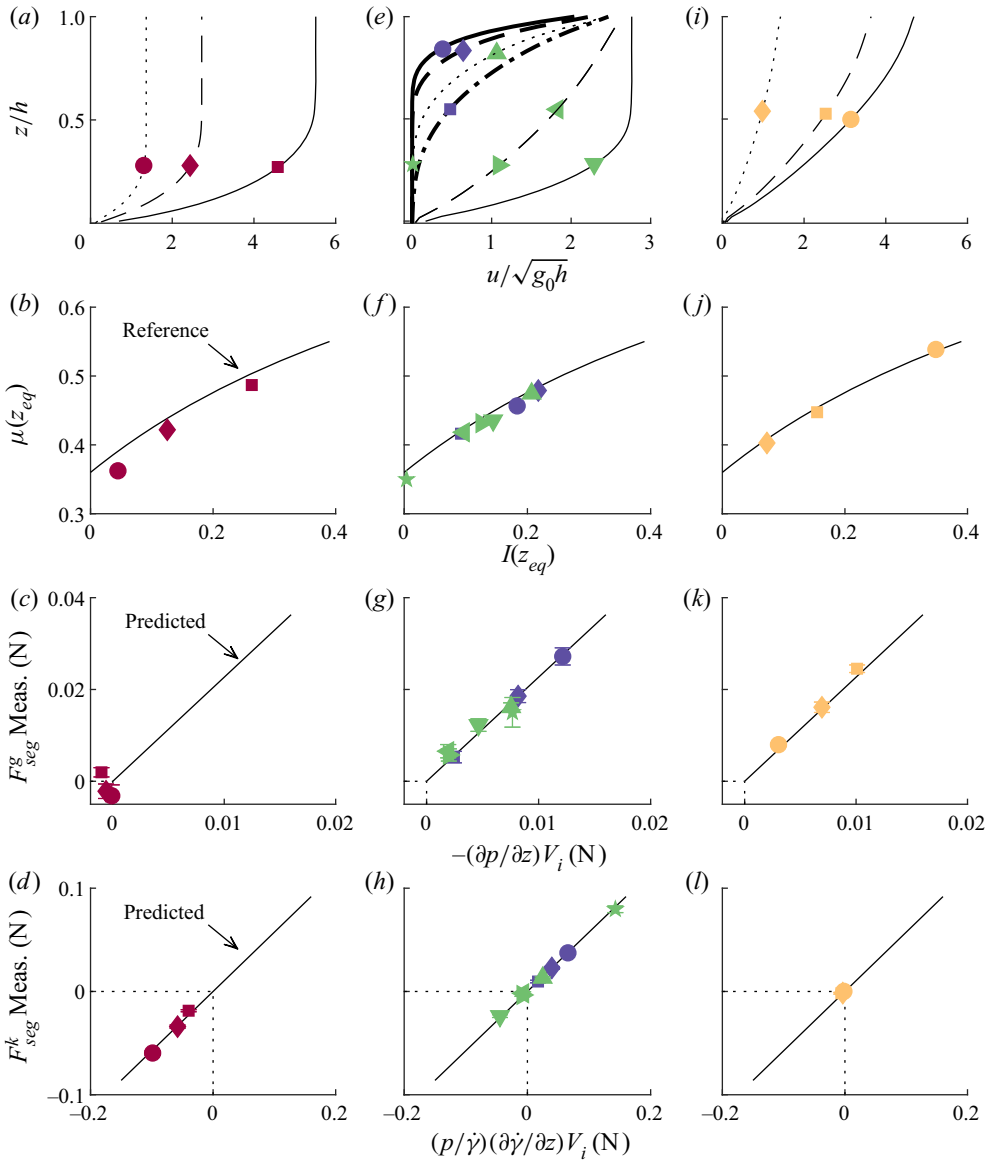 (a) (e) (i)
1.0
z/h
0.5
0 2 4 6 0 1 2 3 0 2 4 6
u/√g₀h
(b) (f) (j)
0.6
Reference
0.5
μ(z_eq)
0.4
0.3
0 0.2 0.4 0 0.2 0.4 0 0.2 0.4
I(z_eq)
(c) (g) (k)
0.04
Predicted
0.02
F^g_seg Meas. (N)
0
0 0.01 0.02 0 0.01 0.02 0 0.01 0.02
−(∂p/∂z)V_i (N)
(d) (h) (l)
0.1
Predicted
F^k_seg Meas. (N)
0
−0.1
−0.2 0 0.2 −0.2 0 0.2 −0.2 0 0.2
(p/γ̇)(∂γ̇/∂z)V_i (N)